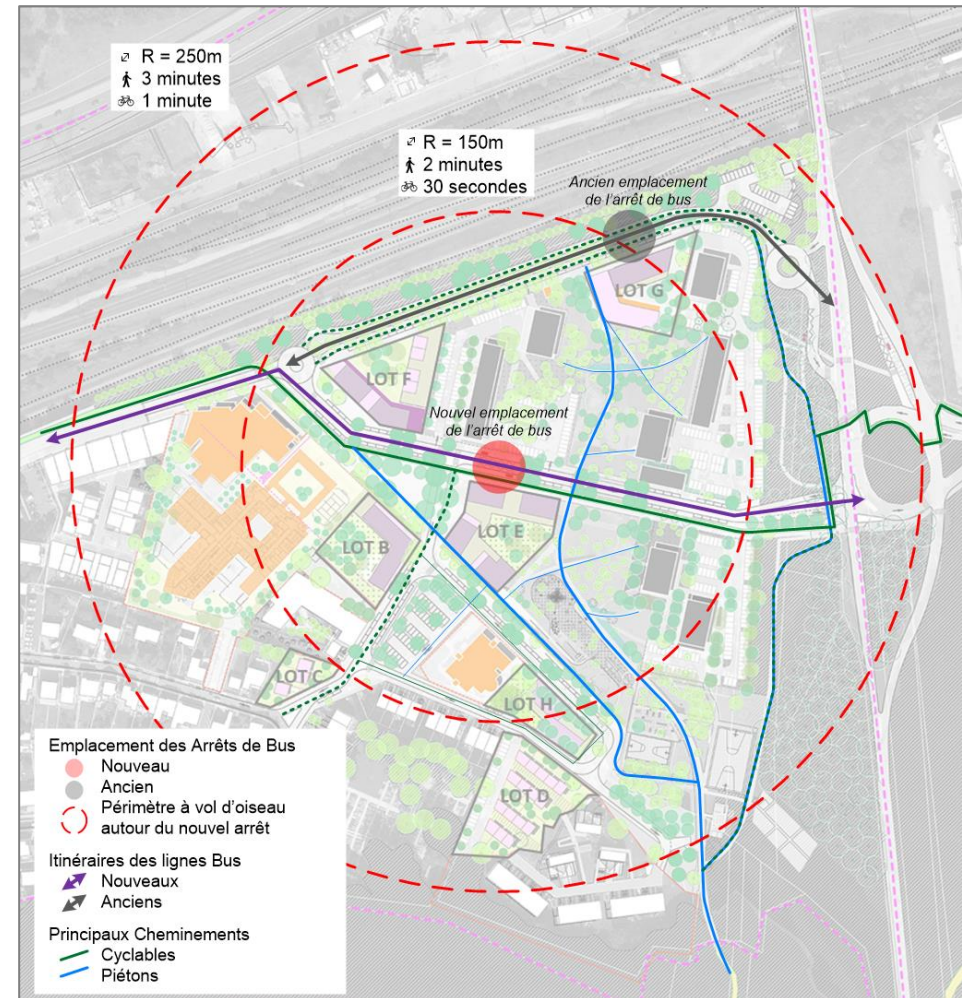 R = 250m
3 minutes
1 minute
R = 150m
2 minutes
30 secondes
Ancien emplacement
de l'arrêt de bus
LOT G
LOT F
Nouvel emplacement
de l'arrêt de bus
LOT E
LOT B
LOT C
LOT H
LOT D
Emplacement des Arrêts de Bus
Nouveau
Ancien
Périmètre à vol d'oiseau
autour du nouvel arrêt
Itinéraires des lignes Bus
Nouveaux
Anciens
Principaux Cheminements
Cyclables
Piétons